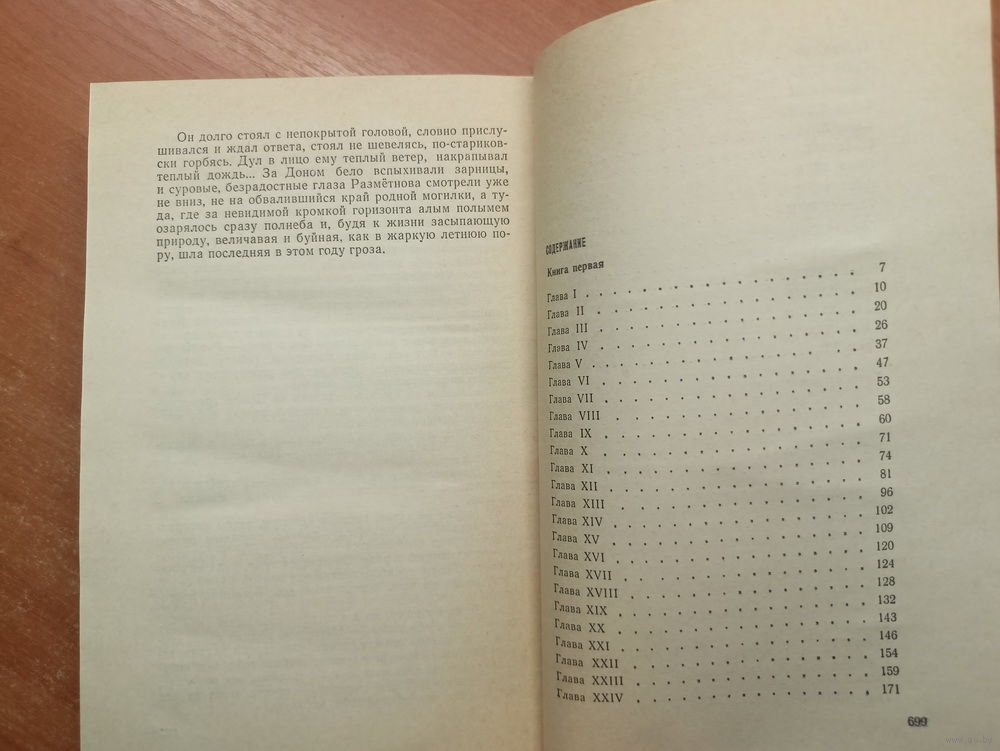 Он долго стоял с непокрытой головой, словно прислу-
шивался и ждал ответа, стоял не шевелясь, по-стариков-
ски горбясь. Дул в лицо ему теплый ветер, накрапывал
теплый дождь... За Доном бело вспыхивали зарницы,
и суровые, безрадостные глаза Размётнова смотрели уже
не вниз, не на обвалившийся край родной могилки, а ту-
да, где за невидимой кромкой горизонта алым полымем
озарялось сразу полнеба и, будя к жизни засыпающую
природу, величавая и буйная, как в жаркую летнюю по-
ру, шла последняя в этом году гроза.
СОДЕРЖАНИЕ
Книга первая
Глава I . . . . . . . . . . . . . . . 7
Глава II . . . . . . . . . . . . . . . 10
Глава III . . . . . . . . . . . . . . 20
Глава IV . . . . . . . . . . . . . . 26
Глава V . . . . . . . . . . . . . . 37
Глава VI . . . . . . . . . . . . . . 47
Глава VII . . . . . . . . . . . . . . 53
Глава VIII . . . . . . . . . . . . . 58
Глава IX . . . . . . . . . . . . . . 60
Глава X . . . . . . . . . . . . . . 71
Глава XI . . . . . . . . . . . . . . 74
Глава XII . . . . . . . . . . . . . . 81
Глава XIII . . . . . . . . . . . . . 96
Глава XIV . . . . . . . . . . . . . 102
Глава XV . . . . . . . . . . . . . . 109
Глава XVI . . . . . . . . . . . . . 120
Глава XVII . . . . . . . . . . . . . 124
Глава XVIII . . . . . . . . . . . . 128
Глава XIX . . . . . . . . . . . . . 132
Глава XX . . . . . . . . . . . . . . 143
Глава XXI . . . . . . . . . . . . . 146
Глава XXII . . . . . . . . . . . . . 154
Глава XXIII . . . . . . . . . . . . 159
Глава XXIV . . . . . . . . . . . . . 171
699